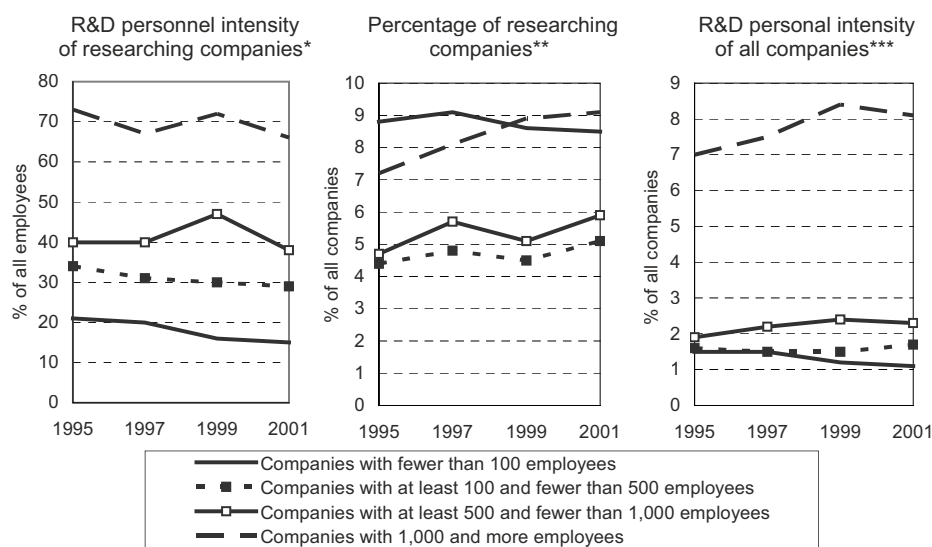 R&D personnel intensity
of researching companies*
Percentage of researching
companies**
R&D personal intensity
of all companies***
% of all employees
80
70
60
50
40
30
20
10
0
1995 1997 1999 2001
% of all companies
10
9
8
7
6
5
4
3
2
1
0
1995 1997 1999 2001
% of all companies
9
8
7
6
5
4
3
2
1
0
1995 1997 1999 2001
Companies with fewer than 100 employees
Companies with at least 100 and fewer than 500 employees
Companies with at least 500 and fewer than 1,000 employees
Companies with 1,000 and more employees